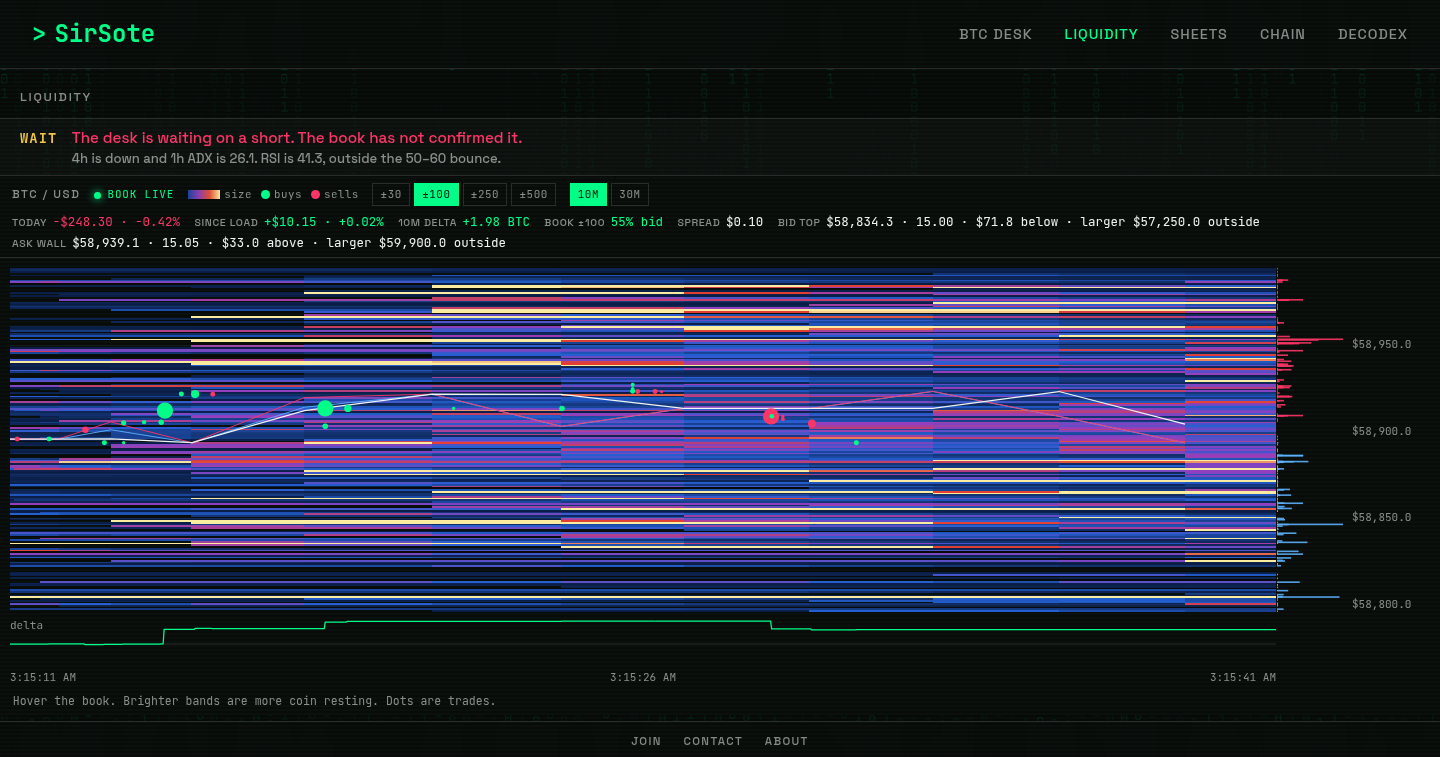 > SirSote
BTC DESK LIQUIDITY SHEETS CHAIN DECODEX
LIQUIDITY
WAIT The desk is waiting on a short. The book has not confirmed it.
4h is down and 1h ADX is 26.1. RSI is 41.3, outside the 50–60 bounce.
BTC / USD BOOK LIVE size buys sells ±30 ±100 ±250 ±500 10M 30M
TODAY -$248.30 · -0.42% SINCE LOAD +$10.15 · +0.02% 10M DELTA +1.98 BTC BOOK ±100 55% bid SPREAD $0.10 BID TOP $58,834.3 · 15.00 · $71.8 below · larger $57,250.0 outside
ASK WALL $58,939.1 · 15.05 · $33.0 above · larger $59,900.0 outside
$58,950.0
$58,900.0
$58,850.0
$58,800.0
delta
3:15:11 AM 3:15:26 AM 3:15:41 AM
Hover the book. Brighter bands are more coin resting. Dots are trades.
JOIN CONTACT ABOUT